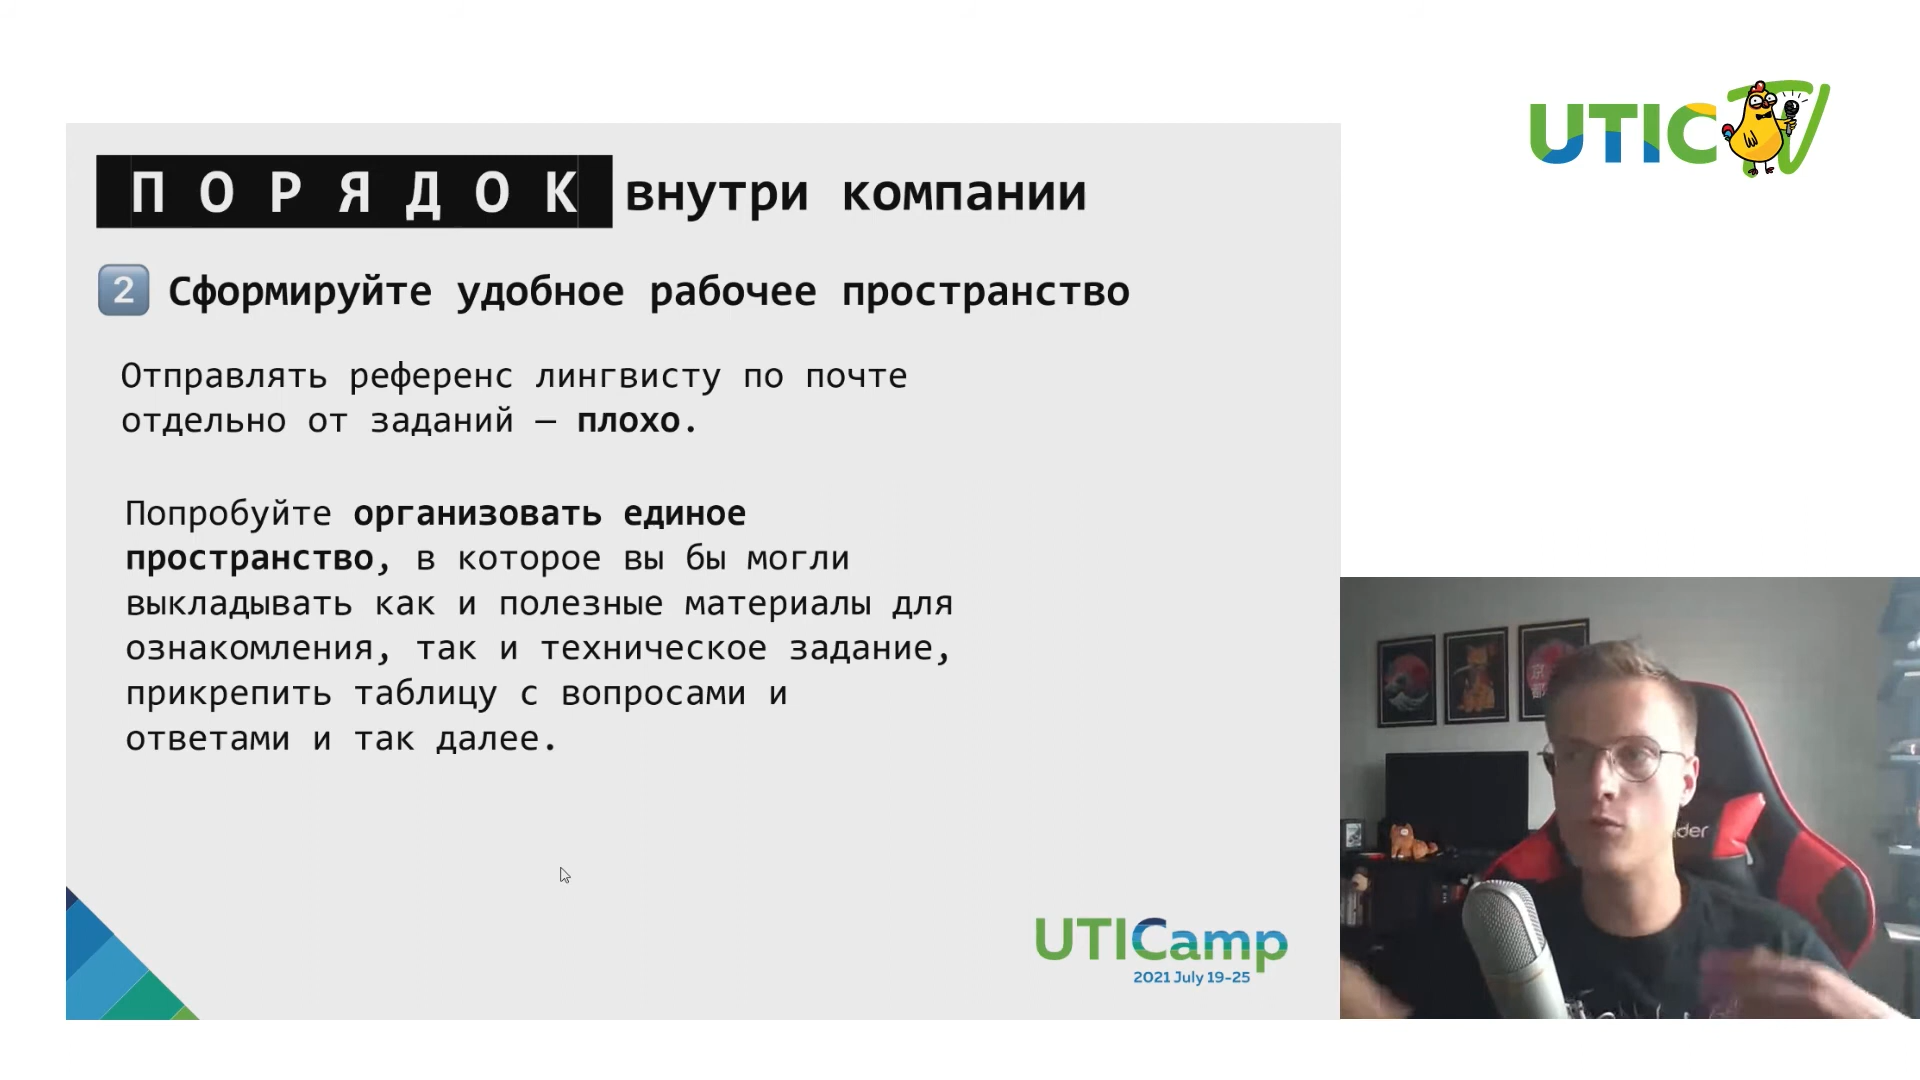 UTIC TV
ПОРЯДОК внутри компании
2 Сформируйте удобное рабочее пространство
Отправлять референс лингвисту по почте
отдельно от заданий — плохо.
Попробуйте организовать единое
пространство, в которое вы бы могли
выкладывать как и полезные материалы для
ознакомления, так и техническое задание,
прикрепить таблицу с вопросами и
ответами и так далее.
UTICamp
2021 July 19-25